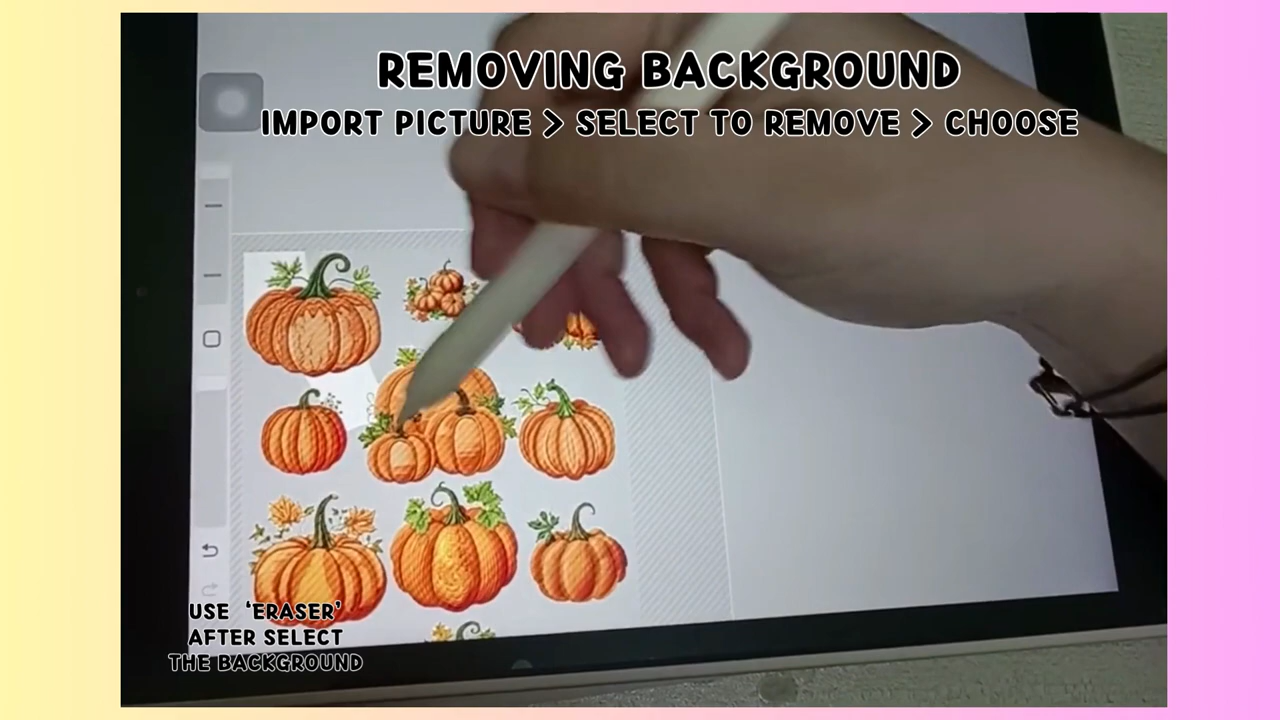 REMOVING BACKGROUND
IMPORT PICTURE > SELECT TO REMOVE > CHOOSE
USE 'ERASER'
AFTER SELECT
THE BACKGROUND